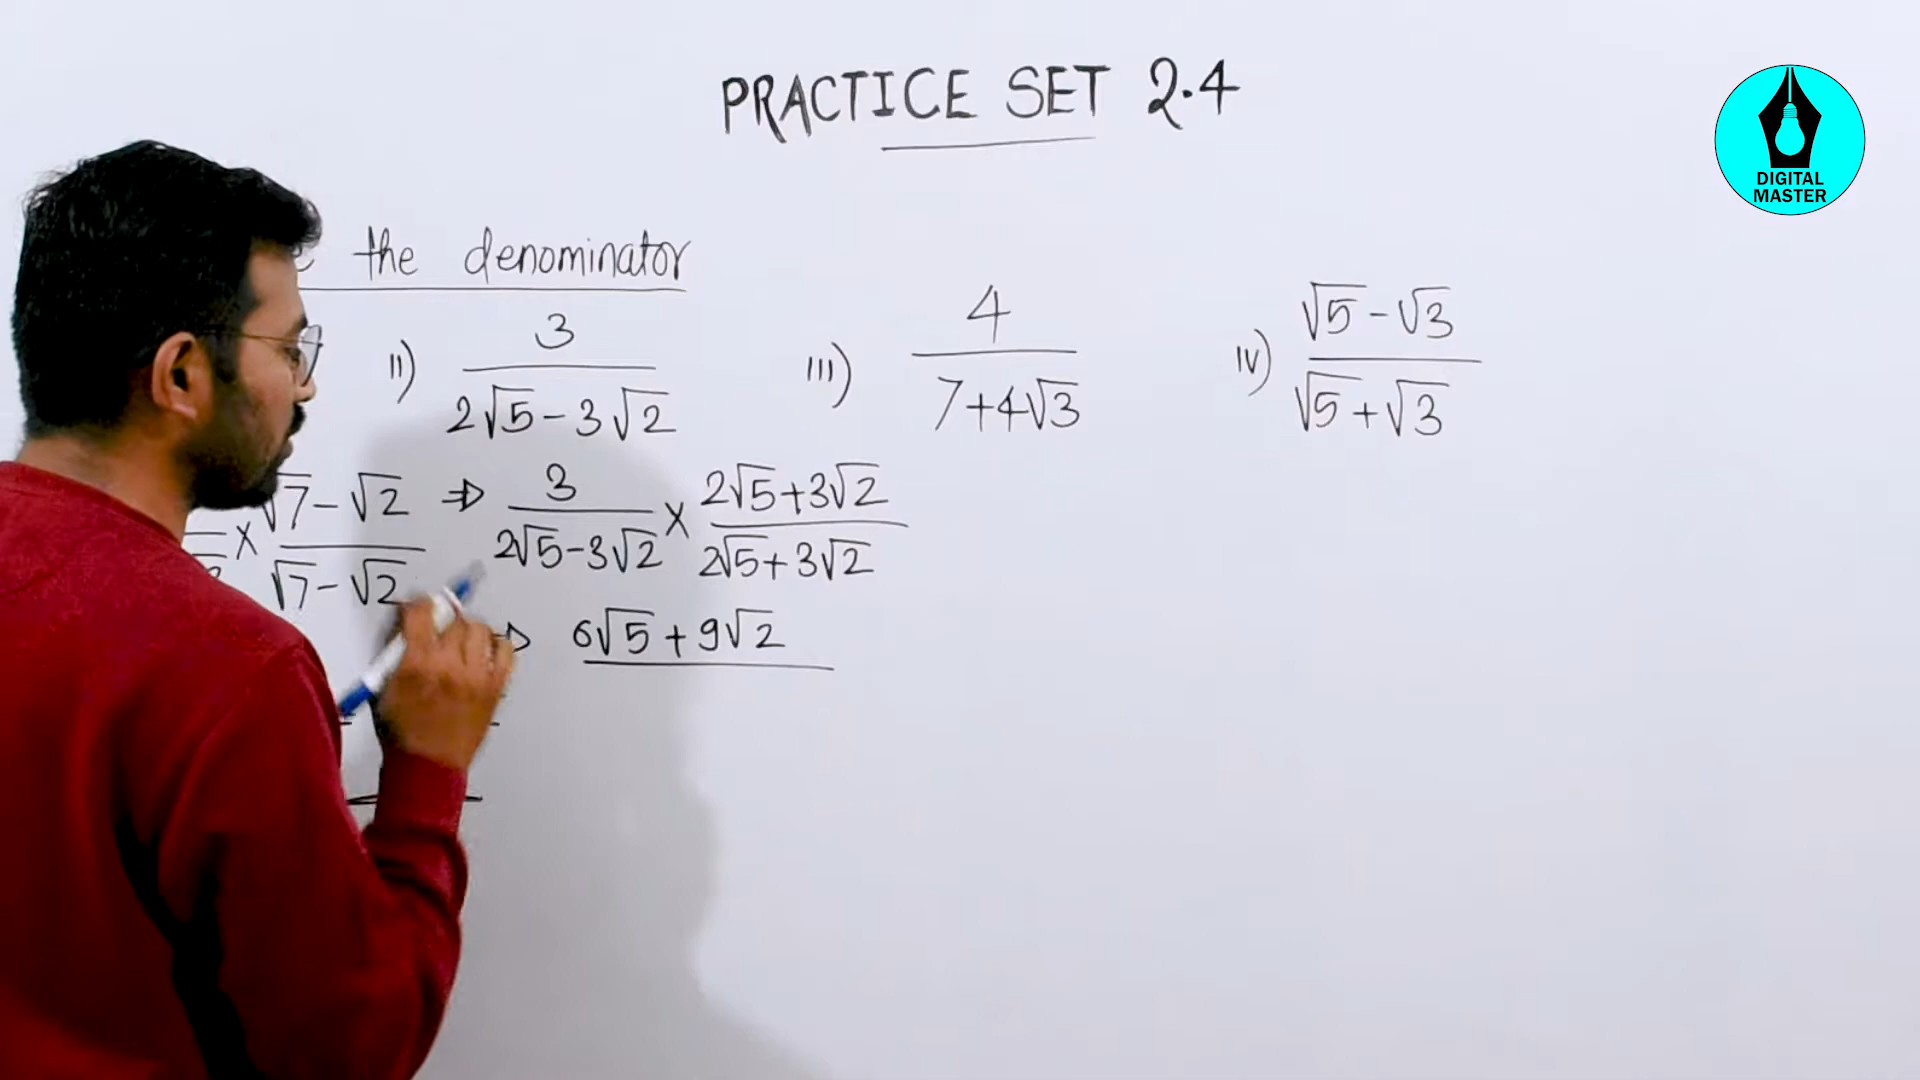 PRACTICE SET 2.4
DIGITAL
MASTER
the denominator
II) 3 / 2√5-3√2
III) 4 / 7+4√3
IV) √5-√3 / √5+√3
× √7-√2 / √7-√2
⇒ 3 / 2√5-3√2 × 2√5+3√2 / 2√5+3√2
⇒ 6√5+9√2